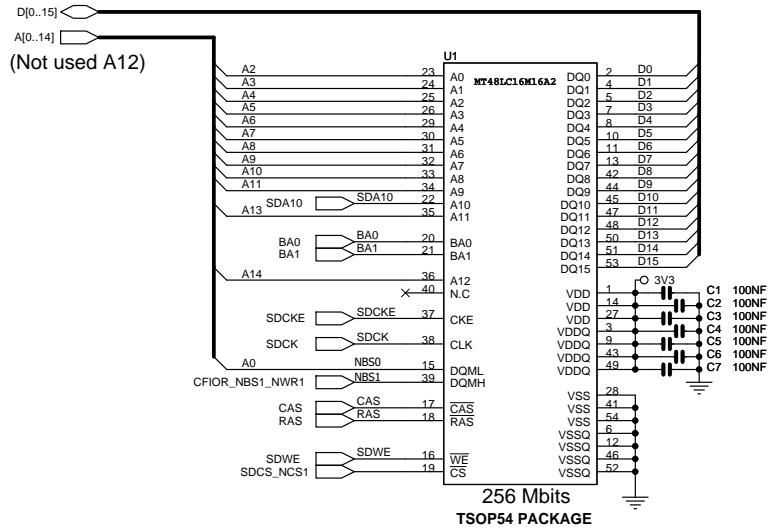 D[0..15]
A[0..14]
(Not used A12)
U1
MT48LC16M16A2
A2 23 A0 DQ0 2 D0
A3 24 A1 DQ1 4 D1
A4 25 A2 DQ2 5 D2
A5 26 A3 DQ3 7 D3
A6 29 A4 DQ4 8 D4
A7 30 A5 DQ5 10 D5
A8 31 A6 DQ6 11 D6
A9 32 A7 DQ7 13 D7
A10 33 A8 DQ8 42 D8
A11 34 A9 DQ9 44 D9
SDA10 SDA10 22 A10 DQ10 45 D10
A13 35 A11 DQ11 47 D11
DQ12 48 D12
BA0 BA0 20 BA0 DQ13 50 D13
BA1 BA1 21 BA1 DQ14 51 D14
DQ15 53 D15
A14 36 A12
3V3
40 N.C VDD 1 C1 100NF
VDD 14 C2 100NF
SDCKE SDCKE 37 CKE VDD 27 C3 100NF
VDDQ 3 C4 100NF
SDCK SDCK 38 CLK VDDQ 9 C5 100NF
VDDQ 43 C6 100NF
A0 NBS0 15 DQML VDDQ 49 C7 100NF
CFIOR_NBS1_NWR1 NBS1 39 DQMH
VSS 28
CAS CAS 17 CAS VSS 41
RAS RAS 18 RAS VSS 54
VSSQ 6
VSSQ 12
SDWE SDWE 16 WE VSSQ 46
SDCS_NCS1 19 CS VSSQ 52
256 Mbits
TSOP54 PACKAGE